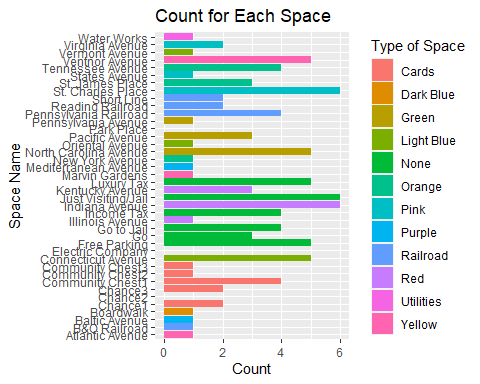 Count for Each Space
Water Works
Virginia Avenue
Vermont Avenue
Ventnor Avenue
Tennessee Avenue
States Avenue
St. James Place
St. Charles Place
Short Line
Reading Railroad
Pennsylvania Railroad
Pennsylvania Avenue
Park Place
Pacific Avenue
Oriental Avenue
North Carolina Avenue
New York Avenue
Mediterranean Avenue
Marvin Gardens
Luxury Tax
Kentucky Avenue
Just Visiting/Jail
Indiana Avenue
Income Tax
Illinois Avenue
Go to Jail
Go
Free Parking
Electric Company
Connecticut Avenue
Community Chest3
Community Chest2
Community Chest1
Chance3
Chance2
Chance1
Boardwalk
Baltic Avenue
B&O Railroad
Atlantic Avenue
Space Name
0 2 4 6
Count
Type of Space
Cards
Dark Blue
Green
Light Blue
None
Orange
Pink
Purple
Railroad
Red
Utilities
Yellow